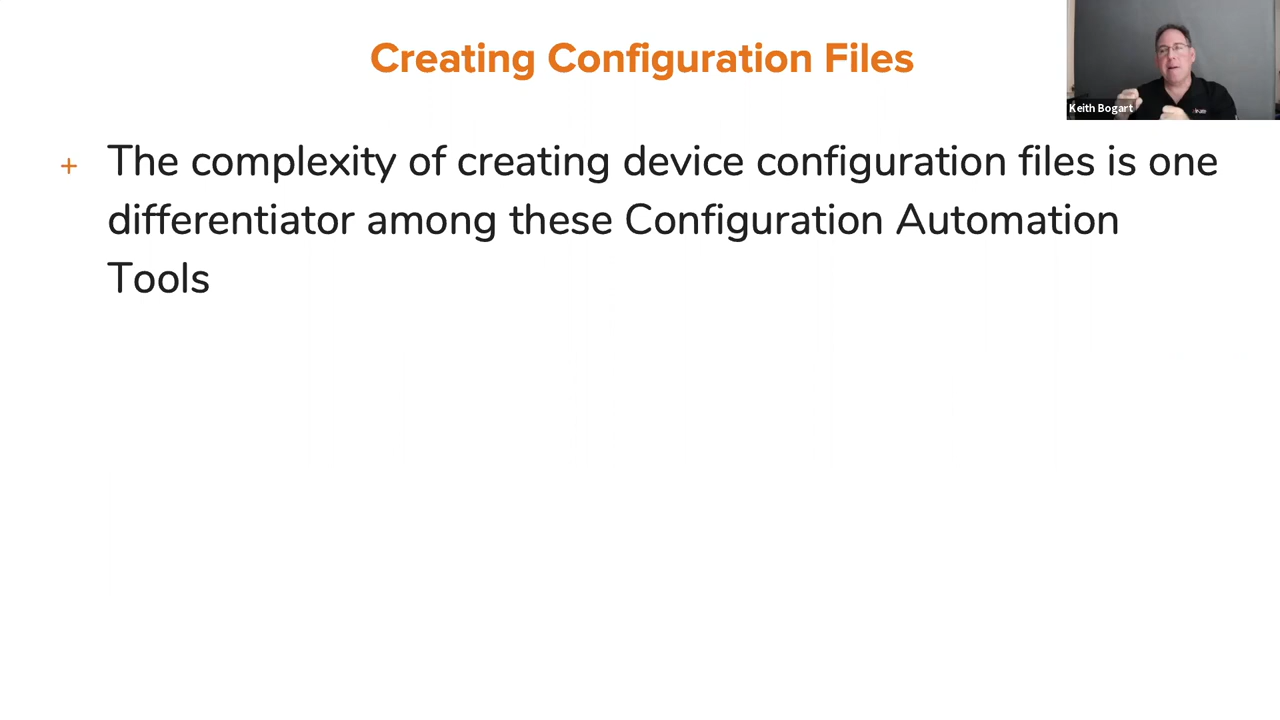 Creating Configuration Files
Keith Bogart
+ The complexity of creating device configuration files is one
differentiator among these Configuration Automation
Tools